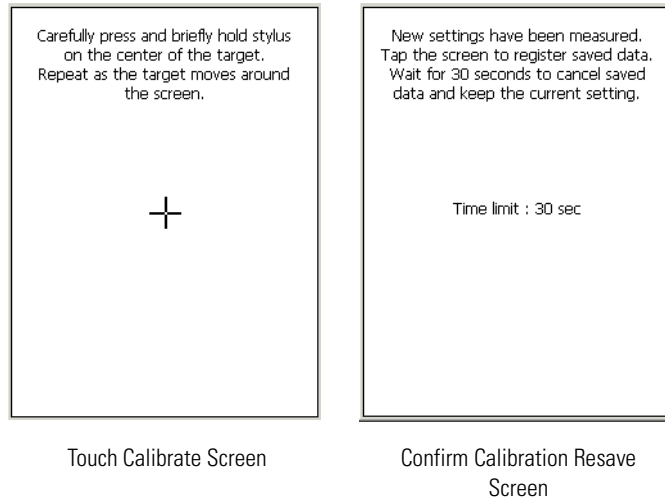 Carefully press and briefly hold stylus
on the center of the target.
Repeat as the target moves around
the screen.
New settings have been measured.
Tap the screen to register saved data.
Wait for 30 seconds to cancel saved
data and keep the current setting.
Time limit : 30 sec
Touch Calibrate Screen
Confirm Calibration Resave
Screen